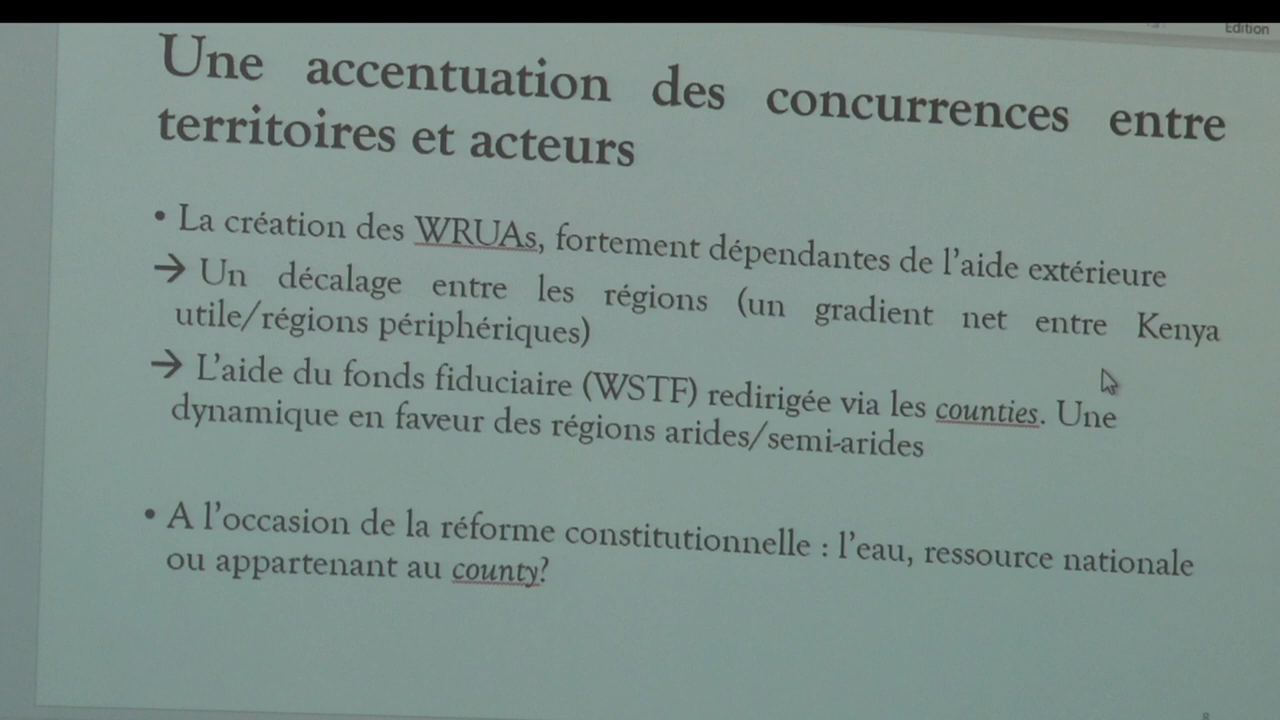 Edition
Une accentuation des concurrences entre
territoires et acteurs
• La création des WRUAs, fortement dépendantes de l'aide extérieure
→ Un décalage entre les régions (un gradient net entre Kenya
utile/régions périphériques)
→ L'aide du fonds fiduciaire (WSTF) redirigée via les counties. Une
dynamique en faveur des régions arides/semi-arides
• A l'occasion de la réforme constitutionnelle : l'eau, ressource nationale
ou appartenant au county?